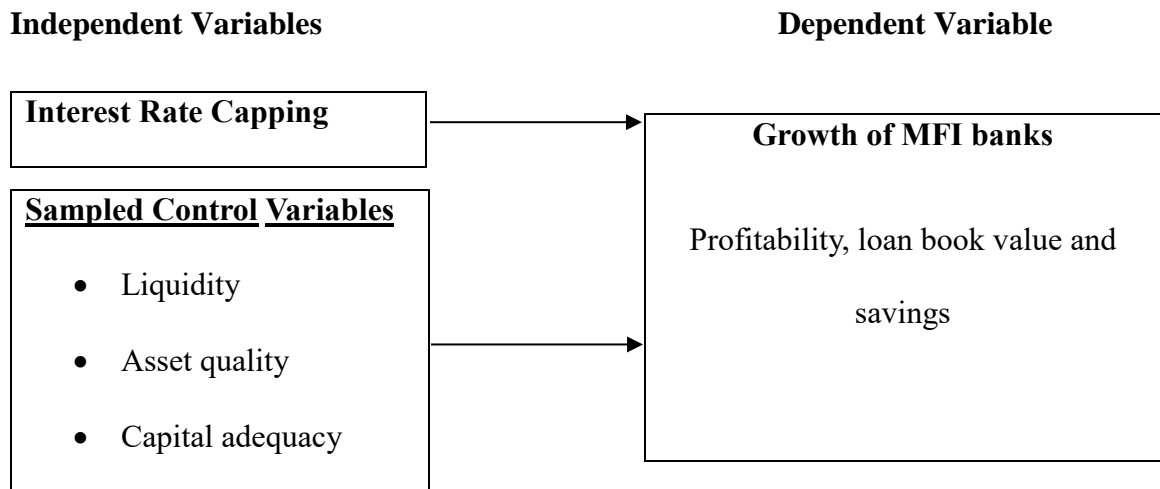 Independent Variables
Dependent Variable
Interest Rate Capping
Growth of MFI banks
Sampled Control Variables
Profitability, loan book value and
savings
• Liquidity
• Asset quality
• Capital adequacy